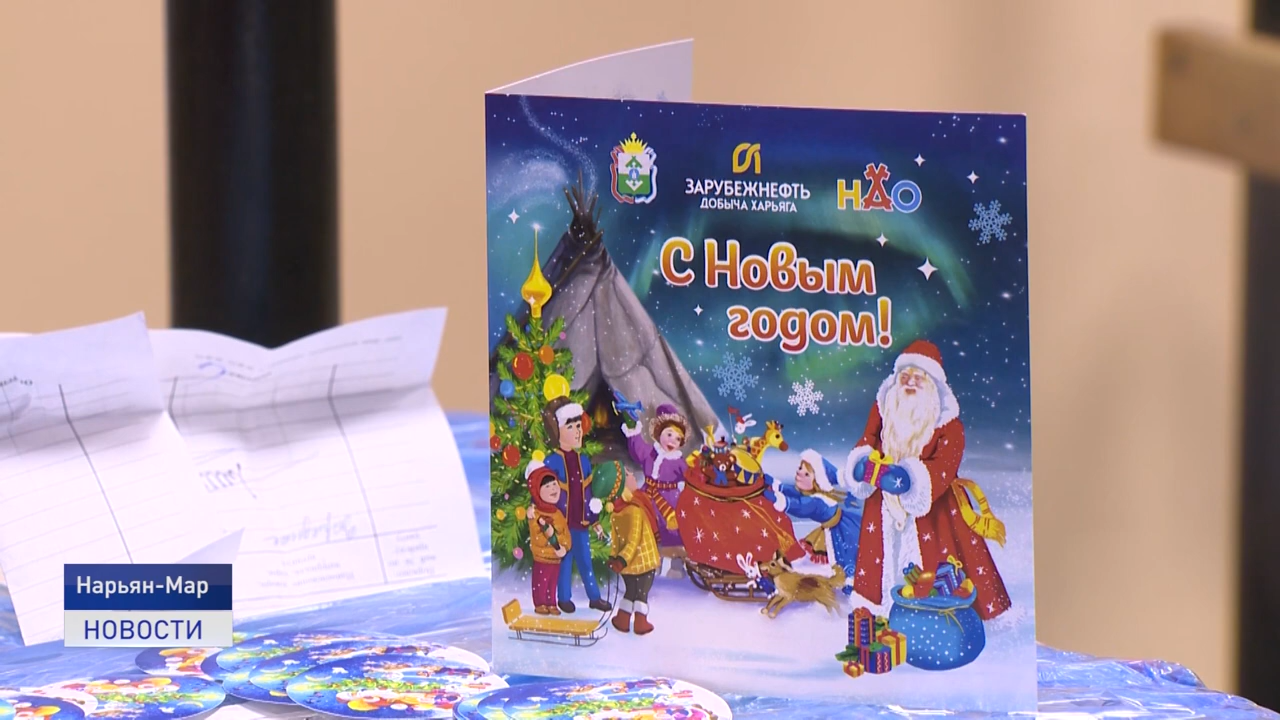 ЗАРУБЕЖНЕФТЬ
ДОБЫЧА ХАРЬЯГА
НАО
С Новым
годом!
Нарьян-Мар
НОВОСТИ